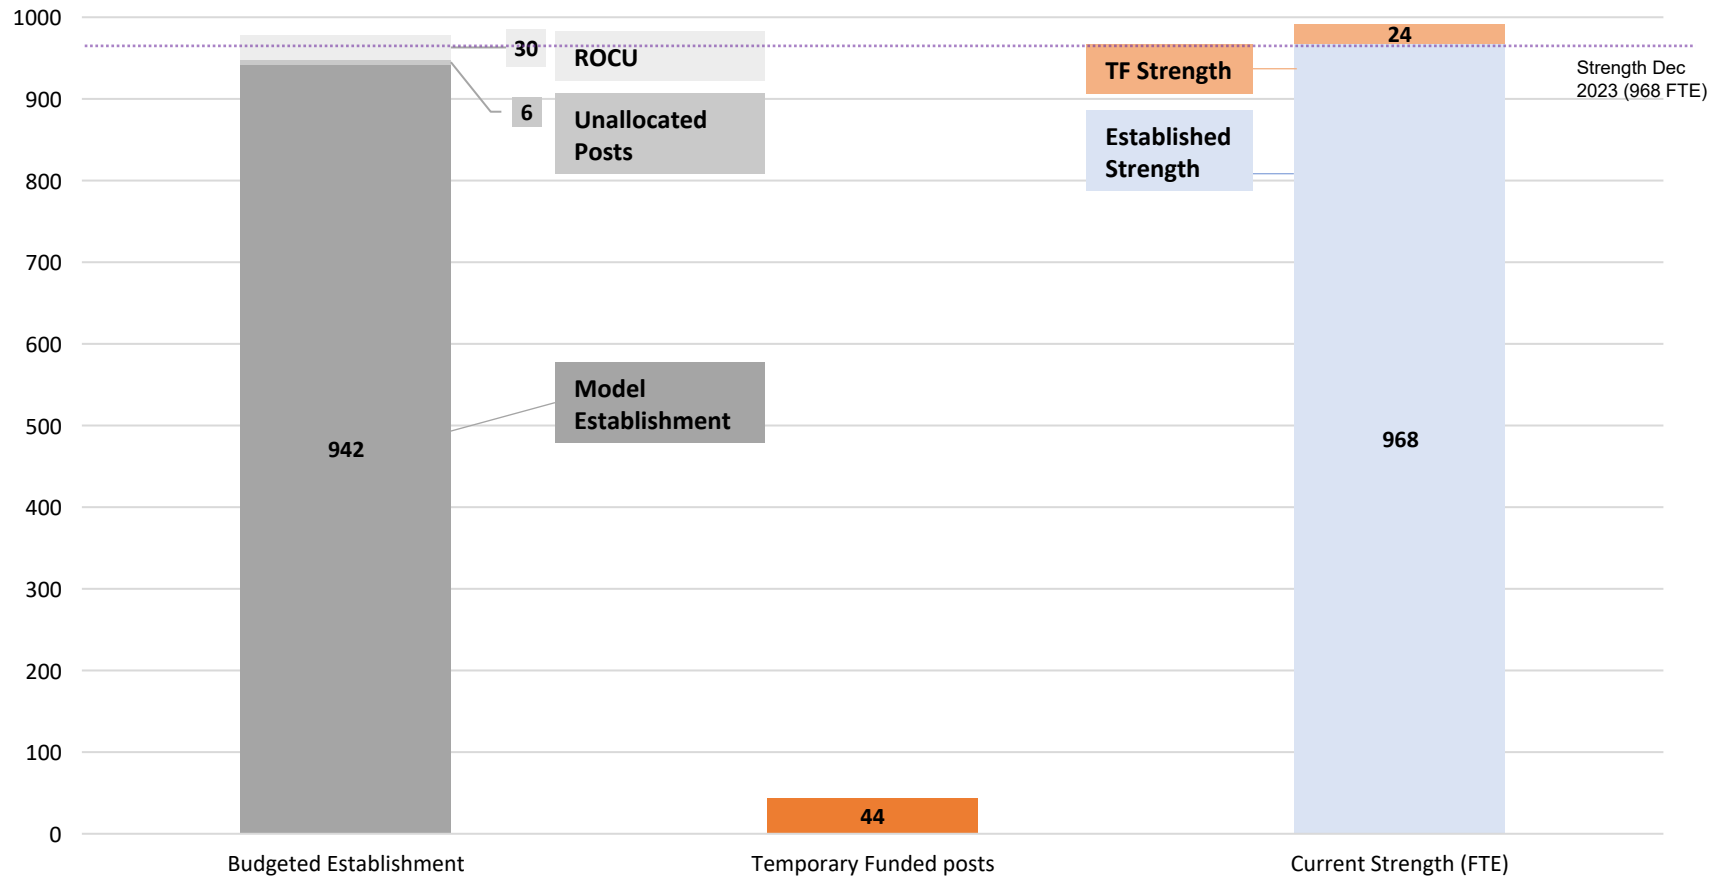 1000
900
800
700
600
500
400
300
200
100
0
30
ROCU
6
Unallocated
Posts
Model
Establishment
942
44
TF Strength
Established
Strength
24
968
Strength Dec
2023 (968 FTE)
Budgeted Establishment
Temporary Funded posts
Current Strength (FTE)